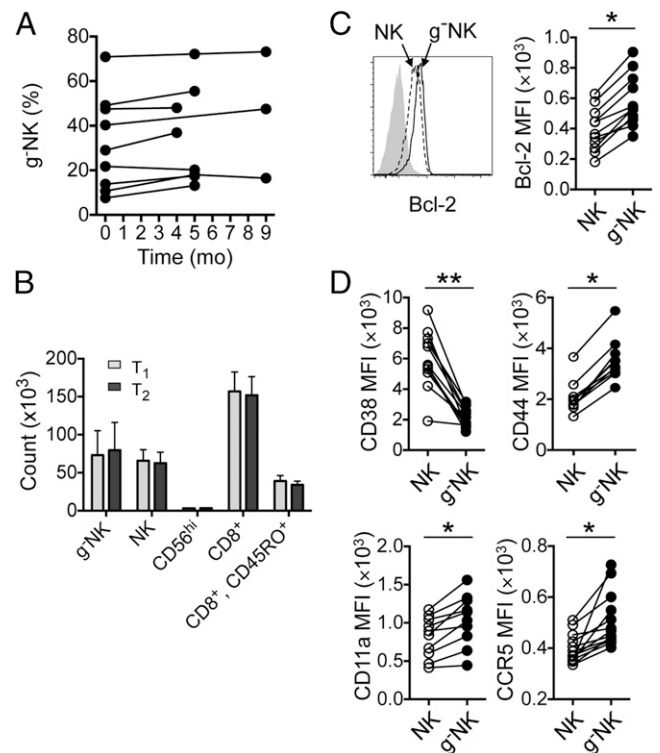 A
g-NK (%)
80
60
40
20
0
0 1 2 3 4 5 6 7 8 9
Time (mo)
B
Count (x10³)
200
150
100
50
0
T₁
T₂
g-NK
NK
CD56ʰⁱ
CD8⁺
CD8⁺, CD45RO⁺
C
NK g-NK
Bcl-2
*
Bcl-2 MFI (×10³)
1.0
0.8
0.6
0.4
0.2
0.0
NK
g-NK
D
**
CD38 MFI (×10³)
10
8
6
4
2
0
NK
g-NK
*
CD44 MFI (×10³)
6
4
2
0
NK
g-NK
*
CD11a MFI (×10³)
2.0
1.5
1.0
0.5
0.0
NK
g-NK
*
CCR5 MFI (×10³)
0.8
0.6
0.4
0.2
NK
g-NK